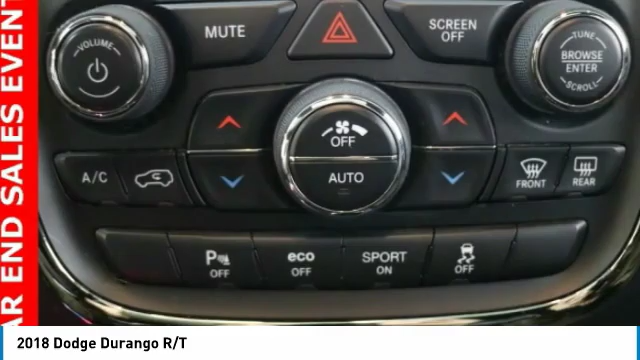 AR END SALES EVENT
VOLUME
MUTE
SCREEN
OFF
TUNE
BROWSE
ENTER
SCROLL
OFF
AUTO
A/C
FRONT
REAR
P
OFF
eco
OFF
SPORT
ON
OFF
2018 Dodge Durango R/T